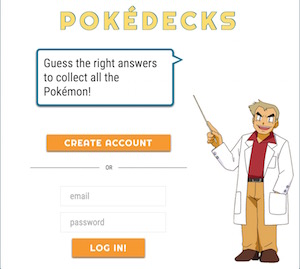 POKÉDECKS
Guess the right answers
to collect all the
Pokémon!
CREATE ACCOUNT
OR
email
password
LOG IN!